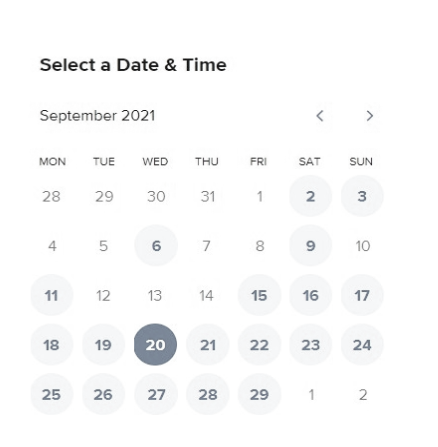 Select a Date & Time
September 2021
MON TUE WED THU FRI SAT SUN
28 29 30 31 1 2 3
4 5 6 7 8 9 10
11 12 13 14 15 16 17
18 19 20 21 22 23 24
25 26 27 28 29 1 2